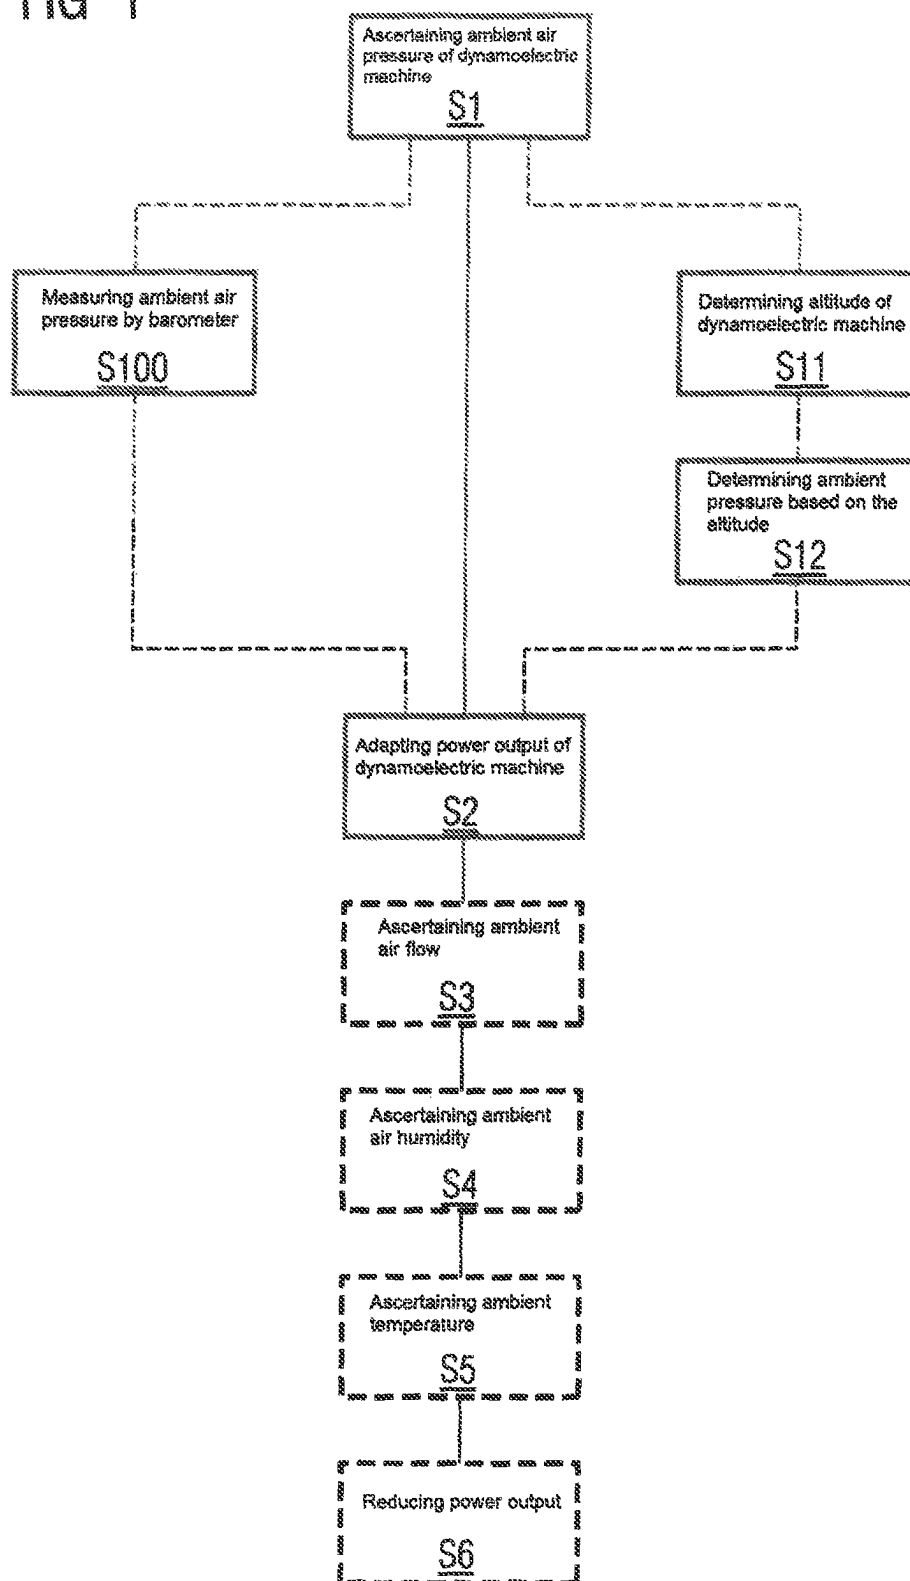 FIG 1
Ascertaining ambient air
pressure of dynamoelectric
machine
S1
Measuring ambient air
pressure by barometer
S100
Determining altitude of
dynamoelectric machine
S11
Determining ambient
pressure based on the
altitude
S12
Adapting power output of
dynamoelectric machine
S2
Ascertaining ambient
air flow
S3
Ascertaining ambient
air humidity
S4
Ascertaining ambient
temperature
S5
Reducing power output
S6